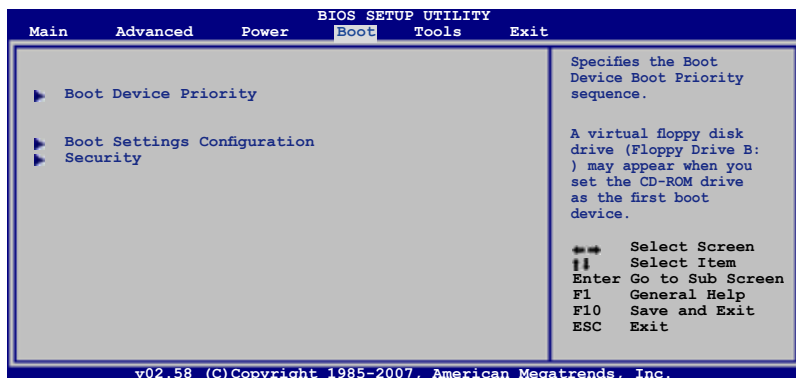 BIOS SETUP UTILITY
Main Advanced Power Boot Tools Exit
Boot Device Priority
Boot Settings Configuration
Security
Specifies the Boot
Device Boot Priority
sequence.
A virtual floppy disk
drive (Floppy Drive B:
) may appear when you
set the CD-ROM drive
as the first boot
device.
Select Screen
Select Item
Enter Go to Sub Screen
F1 General Help
F10 Save and Exit
ESC Exit
v02.58 (C)Copyright 1985-2007, American Megatrends, Inc.